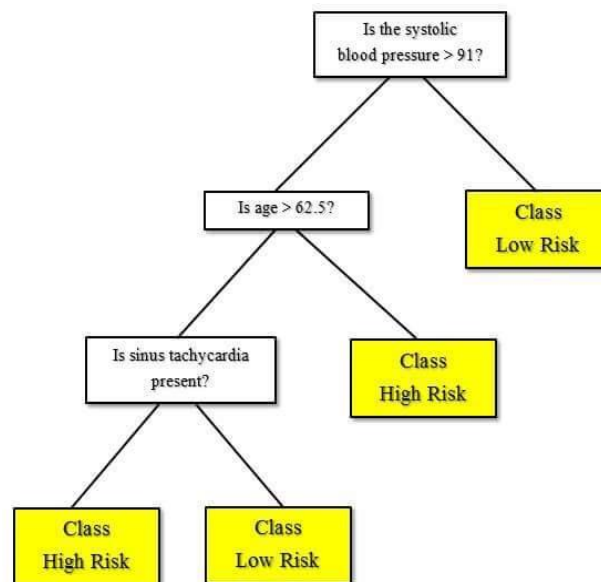 Is the systolic
blood pressure > 91?
Is age > 62.5?
Class
Low Risk
Is sinus tachycardia
present?
Class
High Risk
Class
High Risk
Class
Low Risk